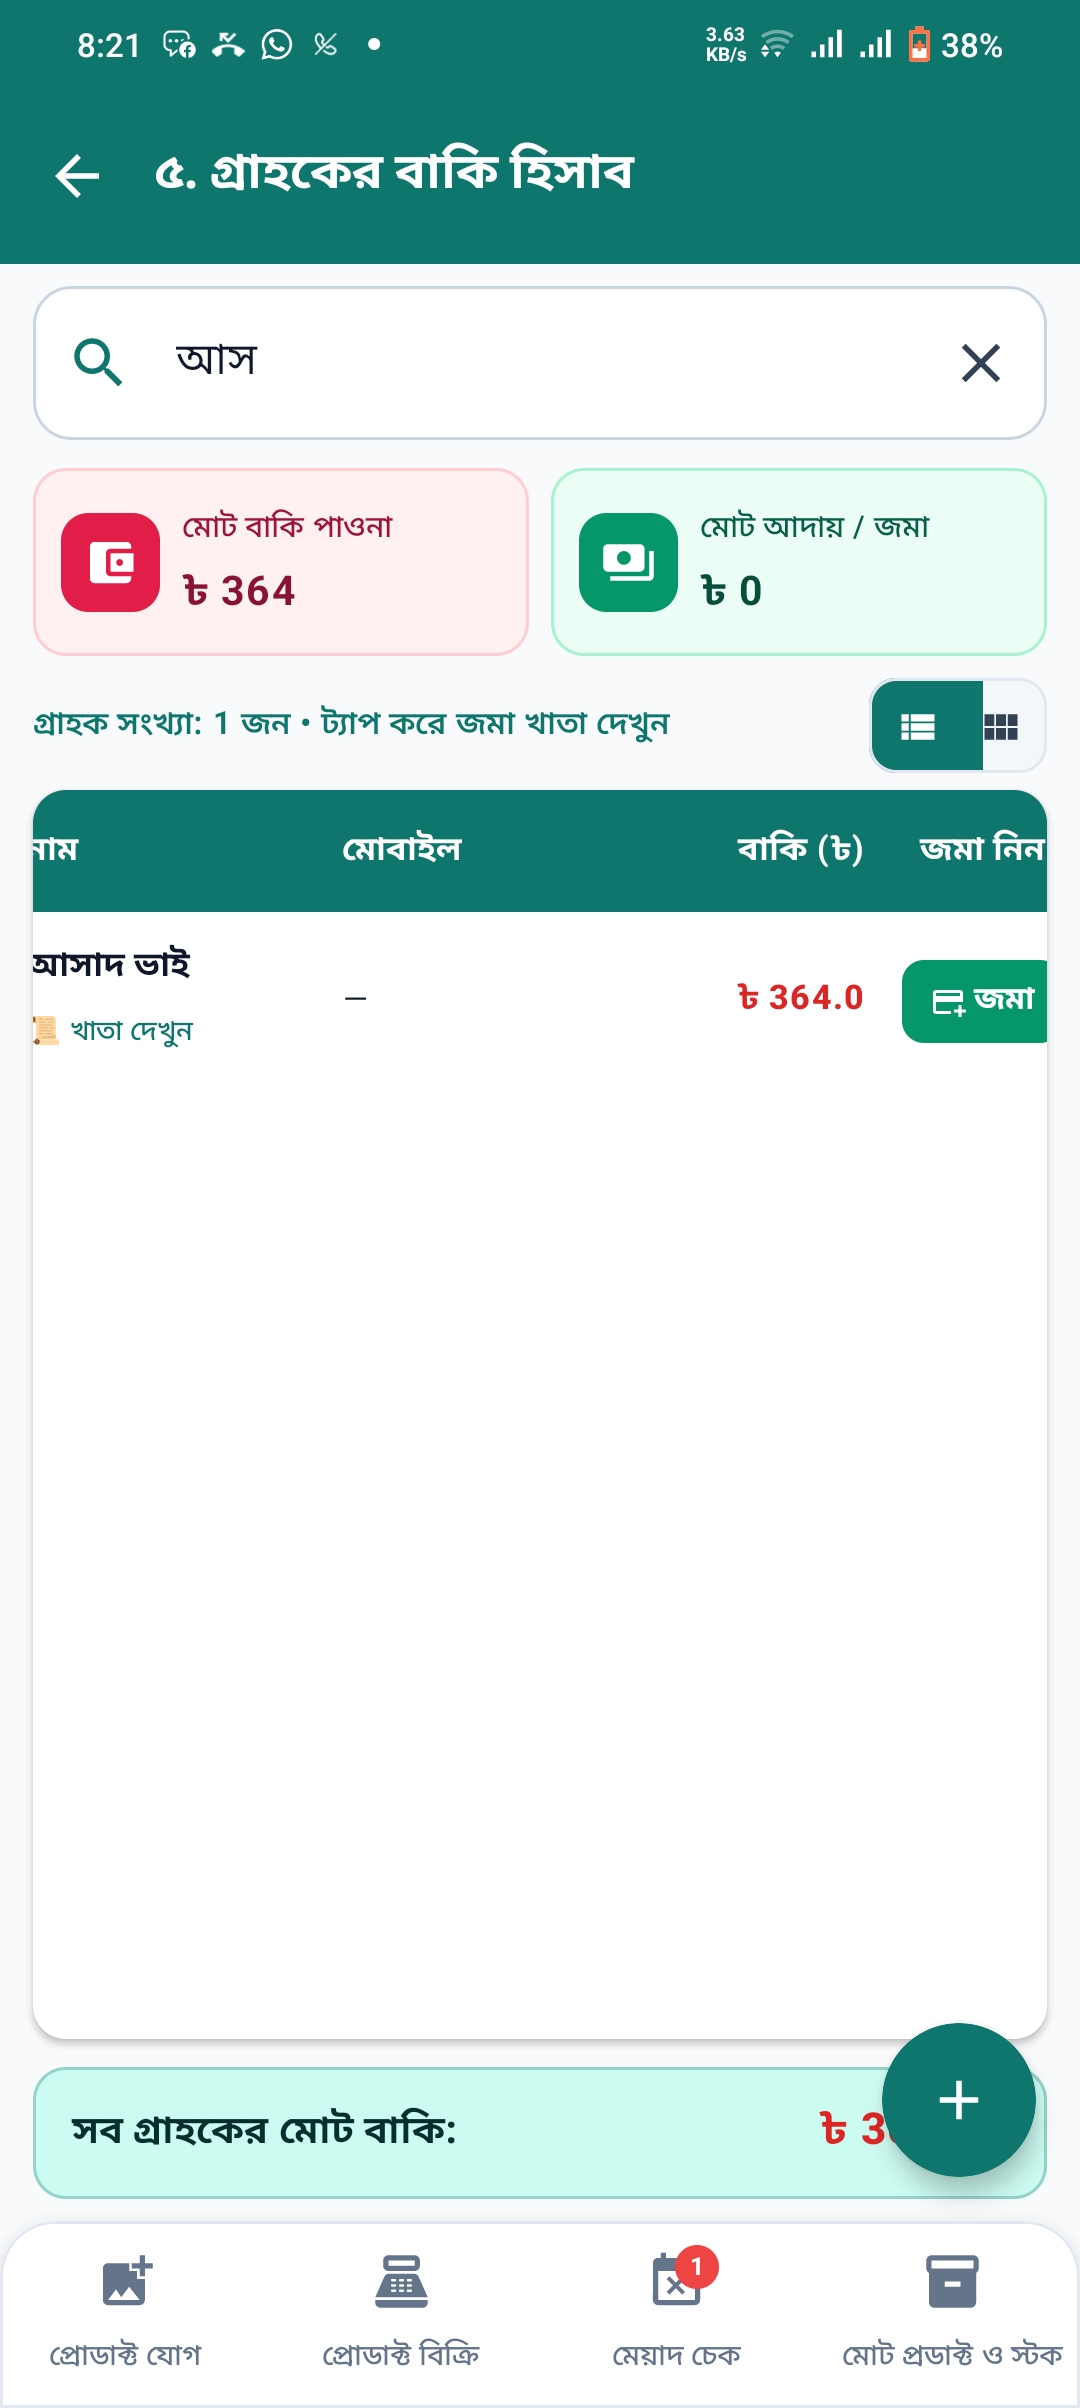 8:21
3.63
KB/s
38%
৫. গ্রাহকের বাকি হিসাব
আস
মোট বাকি পাওনা
৳ 364
মোট আদায় / জমা
৳ 0
গ্রাহক সংখ্যা: 1 জন • ট্যাপ করে জমা খাতা দেখুন
নাম মোবাইল বাকি (৳) জমা নিন
আসাদ ভাই
— ৳ 364.0 জমা
খাতা দেখুন
সব গ্রাহকের মোট বাকি: ৳ 3
1
প্রোডাক্ট যোগ প্রোডাক্ট বিক্রি মেয়াদ চেক মোট প্রডাক্ট ও স্টক